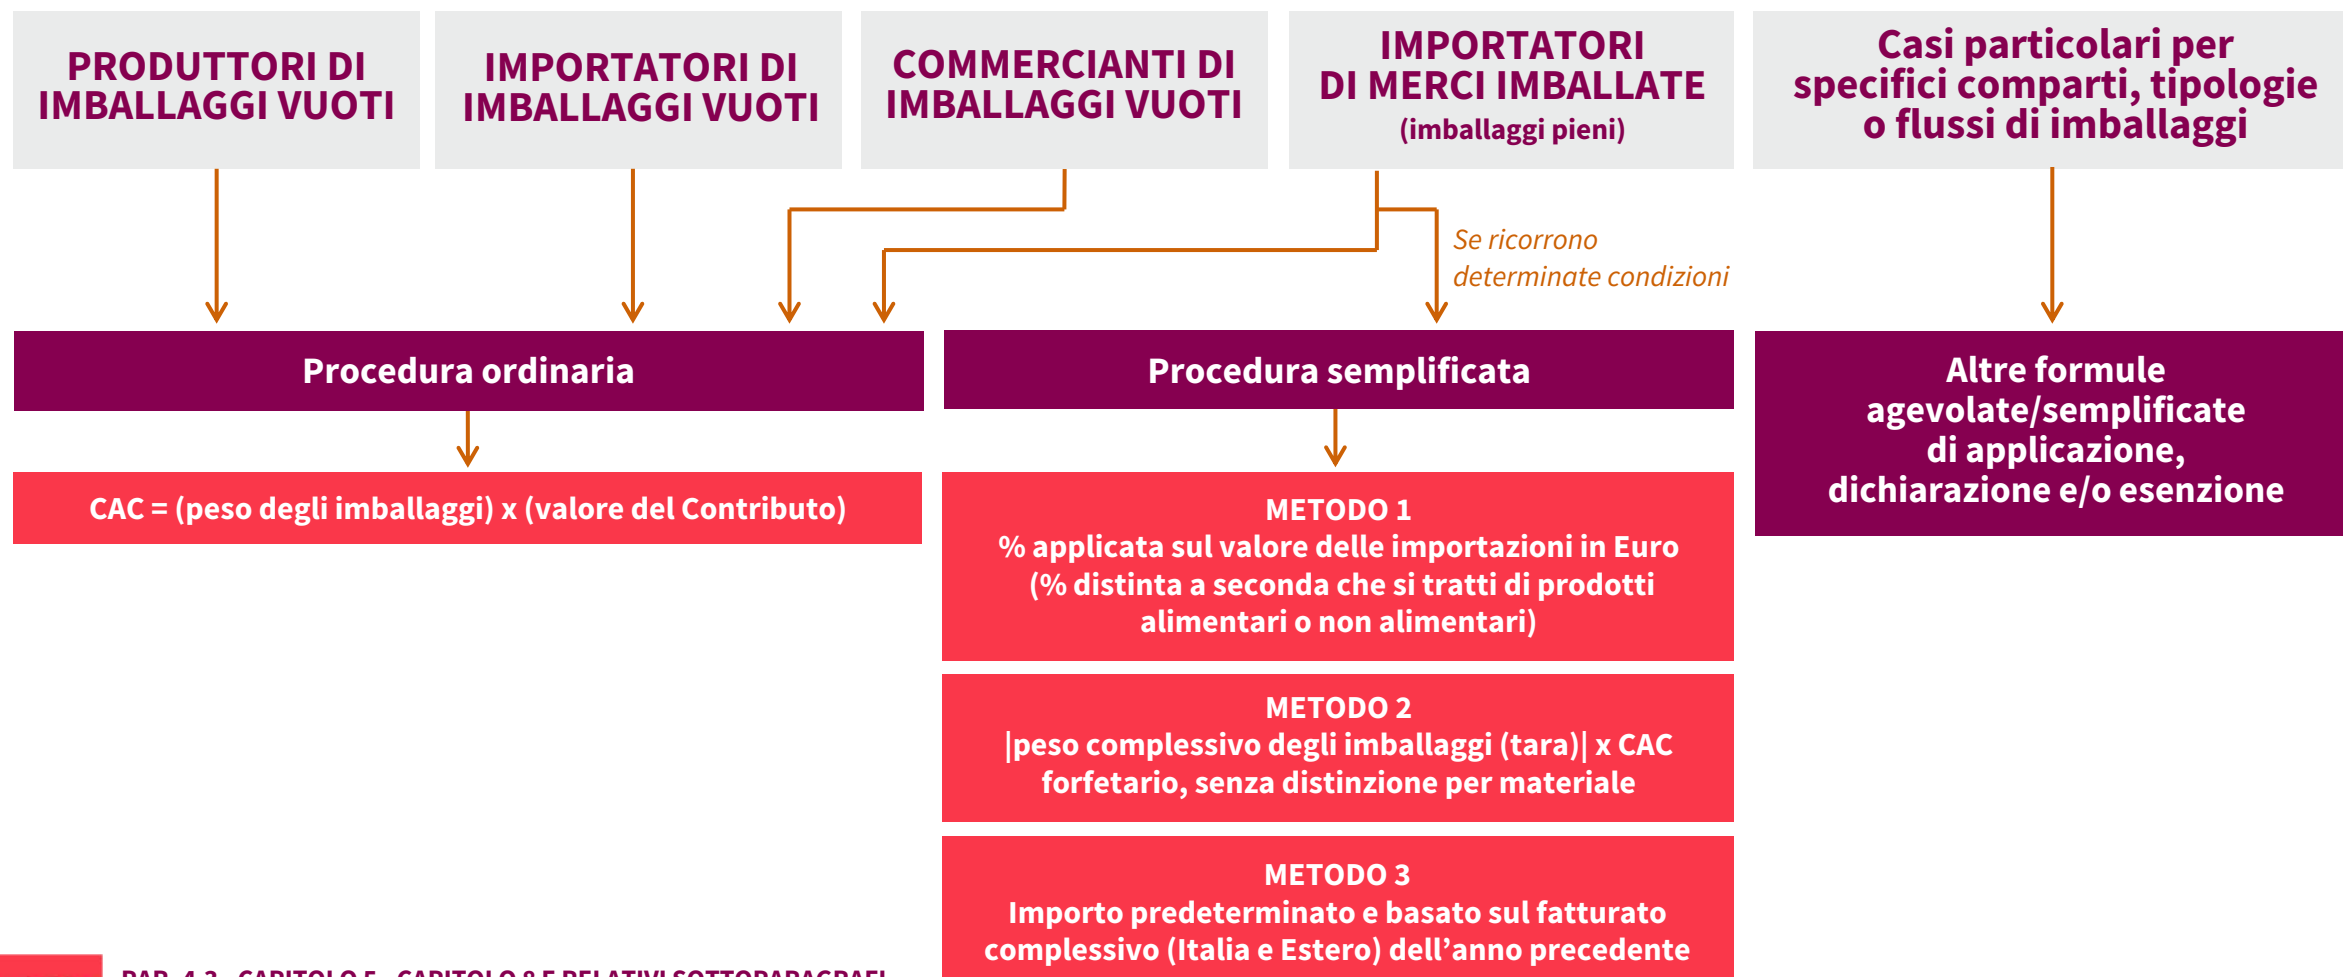 PRODUTTORI DI
IMBALLAGGI VUOTI
IMPORTATORI DI
IMBALLAGGI VUOTI
COMMERCIANTI DI
IMBALLAGGI VUOTI
IMPORTATORI
DI MERCI IMBALLATE
(imballaggi pieni)
Casi particolari per
specifici comparti, tipologie
o flussi di imballaggi
Se ricorrono
determinate condizioni
Procedura ordinaria
Procedura semplificata
Altre formule
agevolate/semplificate
di applicazione,
dichiarazione e/o esenzione
CAC = (peso degli imballaggi) x (valore del Contributo)
METODO 1
% applicata sul valore delle importazioni in Euro
(% distinta a seconda che si tratti di prodotti
alimentari o non alimentari)
METODO 2
|peso complessivo degli imballaggi (tara)| x CAC
forfetario, senza distinzione per materiale
METODO 3
Importo predeterminato e basato sul fatturato
complessivo (Italia e Estero) dell’anno precedente